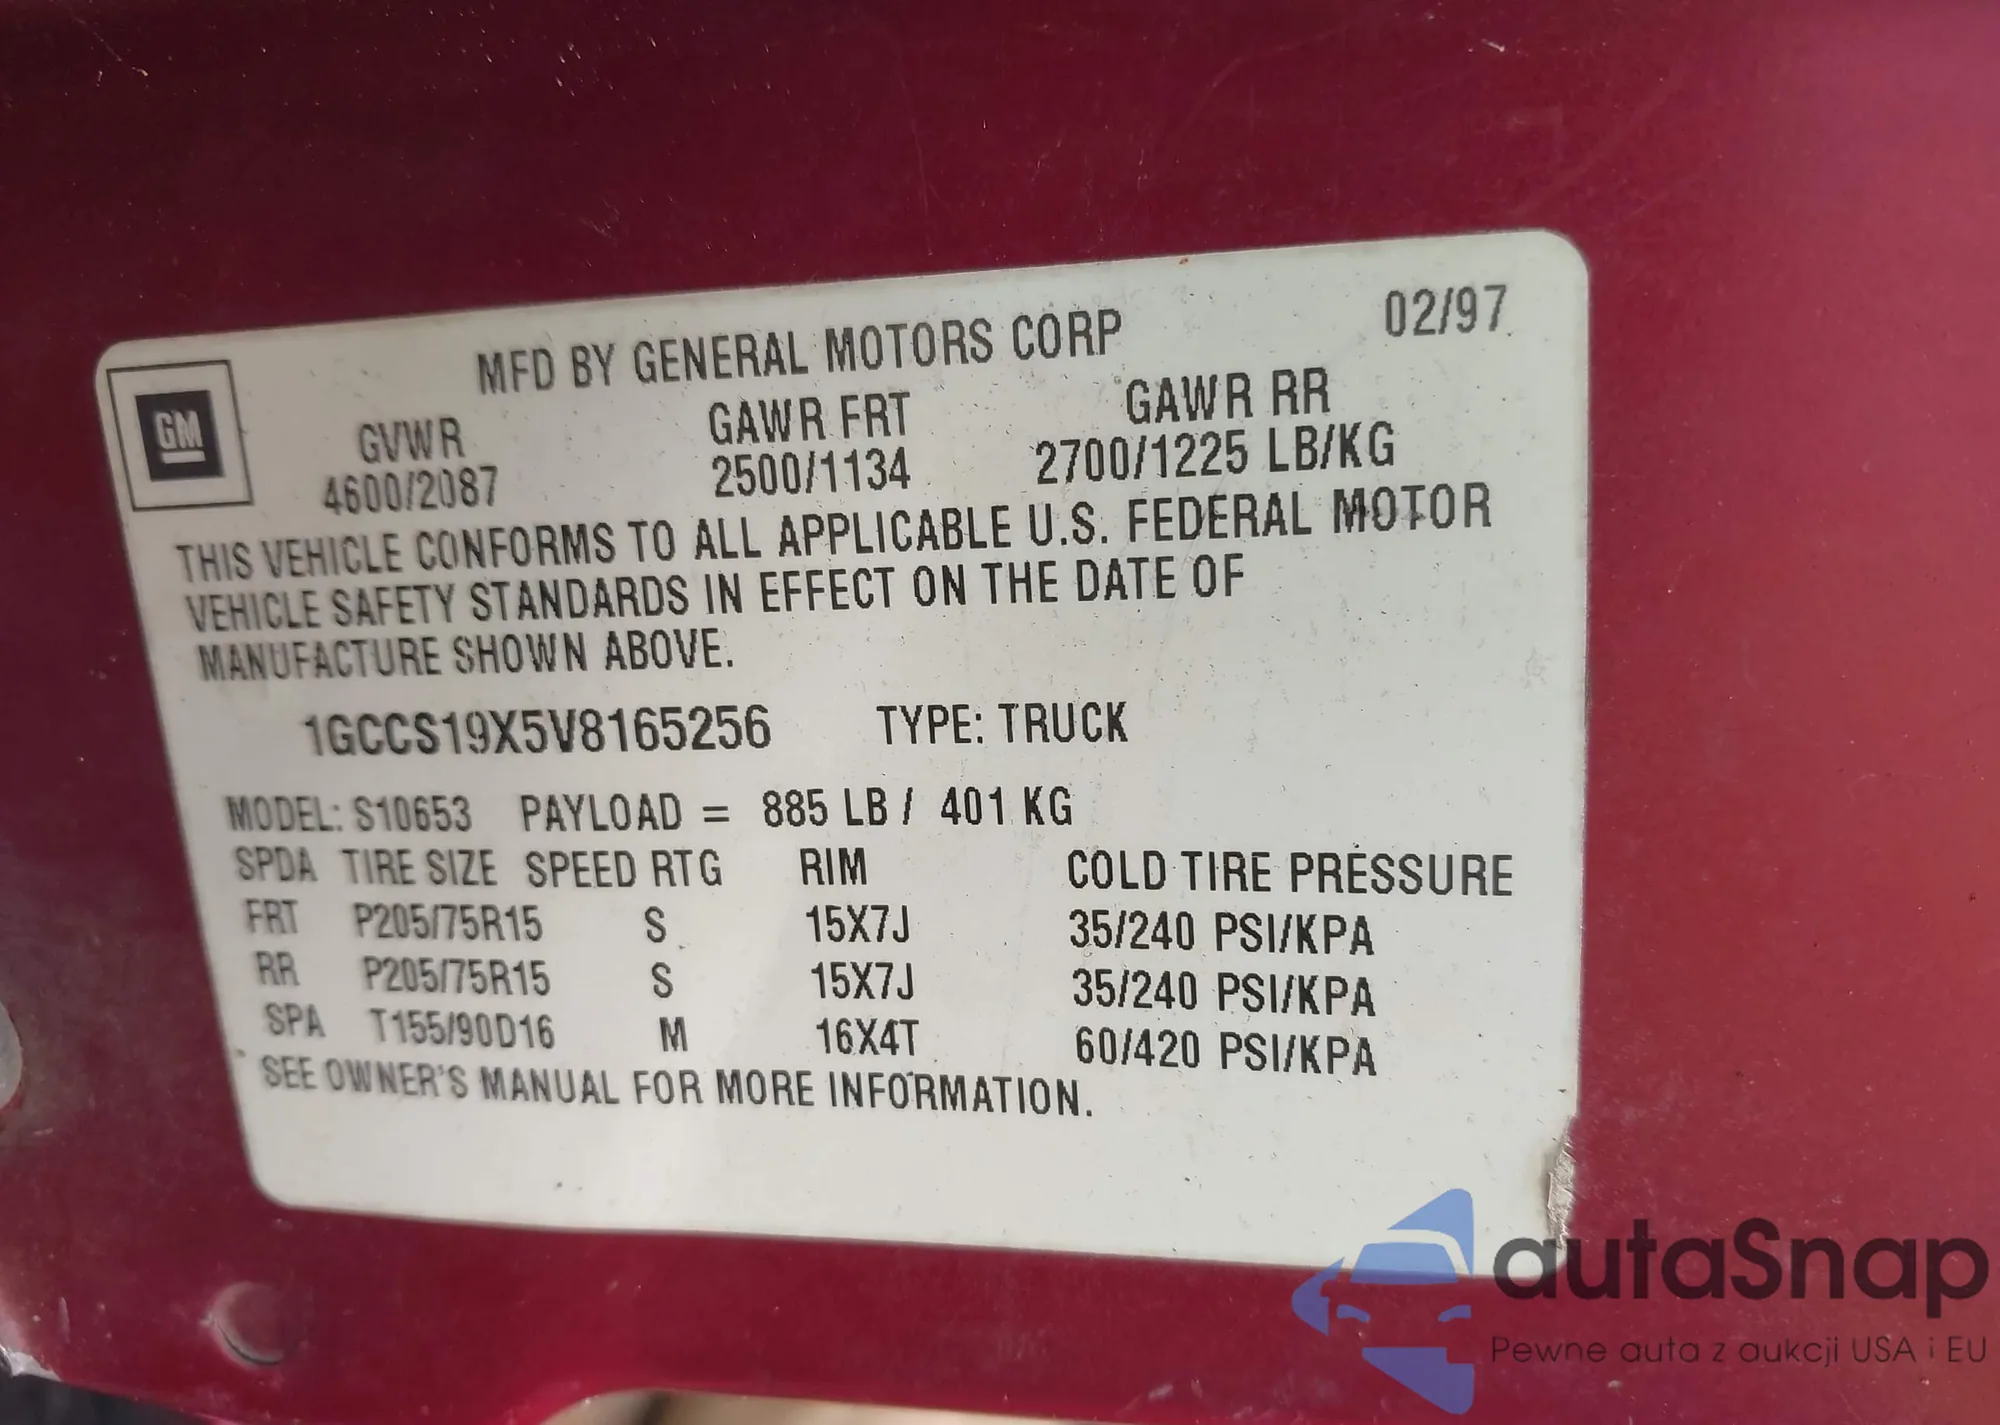 MFD BY GENERAL MOTORS CORP 02/97
GM
GVWR GAWR FRT GAWR RR
4600/2087 2500/1134 2700/1225 LB/KG
THIS VEHICLE CONFORMS TO ALL APPLICABLE U.S. FEDERAL MOTOR
VEHICLE SAFETY STANDARDS IN EFFECT ON THE DATE OF
MANUFACTURE SHOWN ABOVE.
1GCCS19X5V8165256 TYPE: TRUCK
MODEL: S10653 PAYLOAD = 885 LB / 401 KG
SPDA TIRE SIZE SPEED RTG RIM COLD TIRE PRESSURE
FRT P205/75R15 S 15X7J 35/240 PSI/KPA
RR P205/75R15 S 15X7J 35/240 PSI/KPA
SPA T155/90D16 M 16X4T 60/420 PSI/KPA
SEE OWNER'S MANUAL FOR MORE INFORMATION.
autaSnap
Pewne auta z aukcji USA i EU